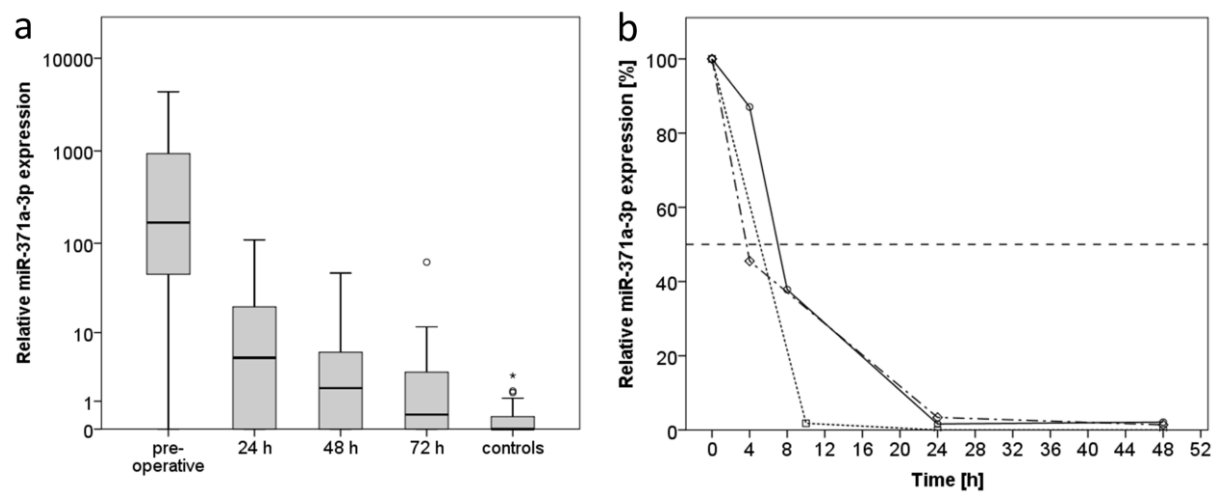 a
Relative miR-371a-3p expression
10000
1000
100
10
1
0
pre-
operative
24 h
48 h
72 h
controls
b
Relative miR-371a-3p expression [%]
100
80
60
40
20
0
0 4 8 12 16 20 24 28 32 36 40 44 48 52
Time [h]